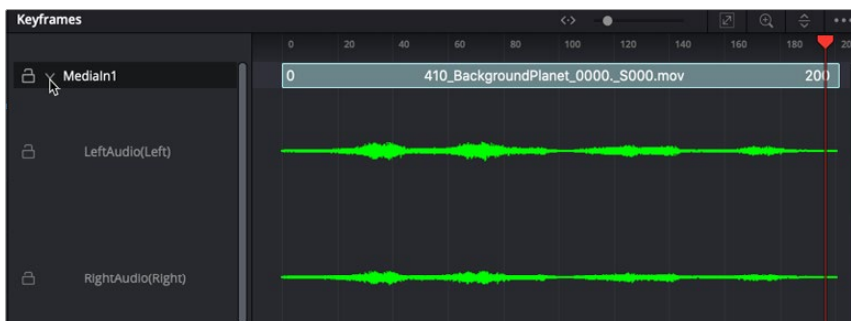 Keyframes
0 20 40 60 80 100 120 140 160 180 20
MediaIn1
0 410_BackgroundPlanet_0000._S000.mov 200
LeftAudio(Left)
RightAudio(Right)